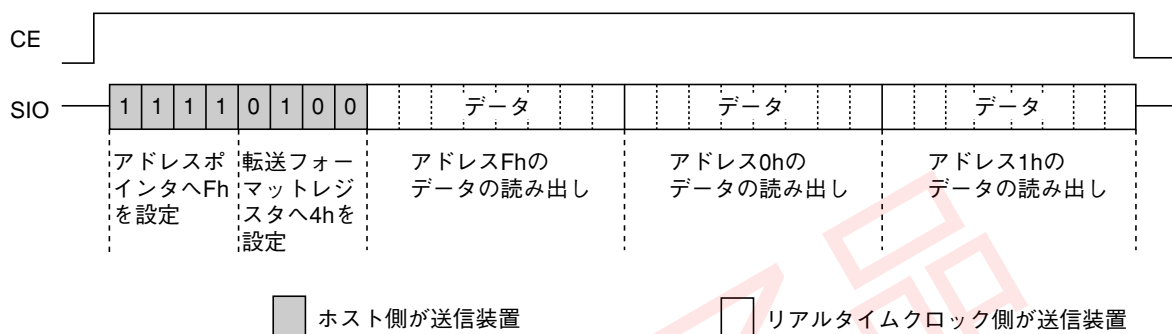 CE
SIO
1 1 1 1 0 1 0 0 データ データ データ
アドレスポ
インタへFh
を設定
転送フォー
マットレジ
スタへ4hを
設定
アドレスFhの
データの読み出し
アドレス0hの
データの読み出し
アドレス1hの
データの読み出し
ホスト側が送信装置
リアルタイムクロック側が送信装置
品